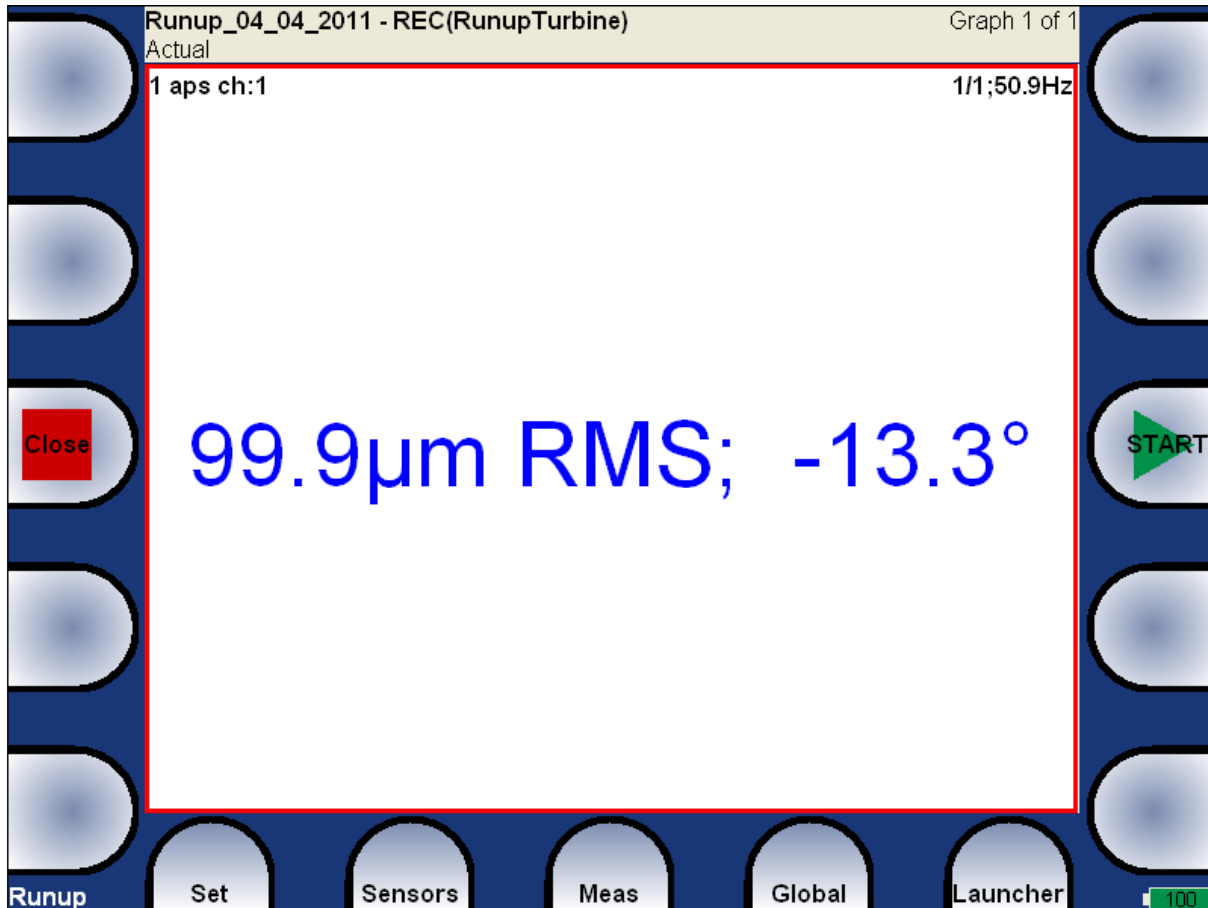 Runup_04_04_2011 - REC(RunupTurbine) Graph 1 of 1
Actual
1 aps ch:1 1/1;50.9Hz
Close
99.9µm RMS; -13.3°
START
Set Sensors Meas Global Launcher
Runup
100